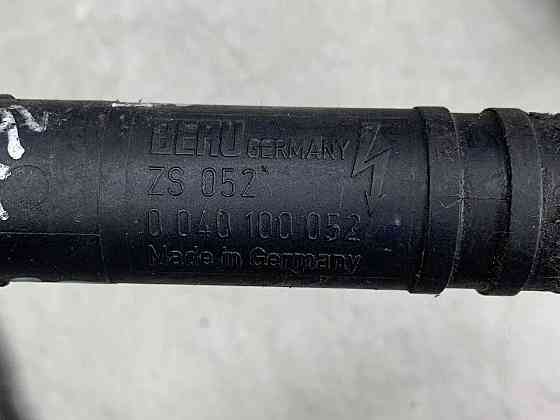 BERU GERMANY
ZS 052
0 040 100 052
Made in Germany